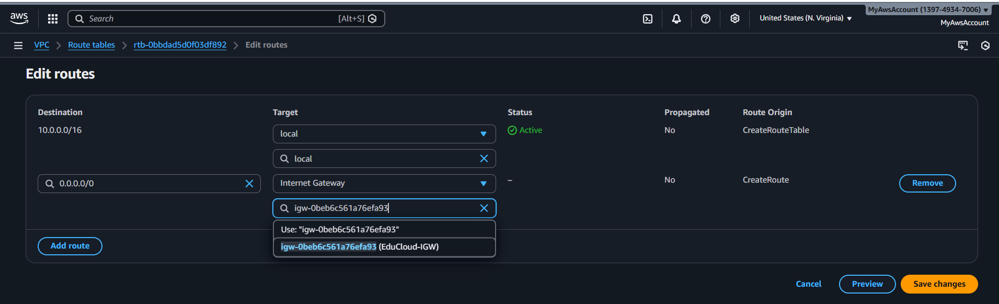 aws
Search [Alt+S]
United States (N. Virginia)
MyAwsAccount (1397-4934-7006)
MyAwsAccount
VPC > Route tables > rtb-0bbdad5d0f03df892 > Edit routes
Edit routes
Destination Target Status Propagated Route Origin
10.0.0.0/16 local Active No CreateRouteTable
local
0.0.0.0/0 Internet Gateway – No CreateRoute Remove
igw-0beb6c561a76efa93
Use: "igw-0beb6c561a76efa93"
igw-0beb6c561a76efa93 (EduCloud-IGW)
Add route
Cancel Preview Save changes